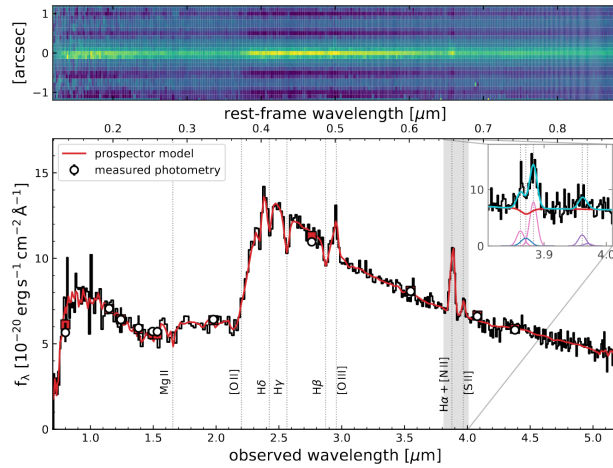 1
0
−1
[arcsec]
rest-frame wavelength [μm]
0.2 0.3 0.4 0.5 0.6 0.7 0.8
prospector model
measured photometry
15
10
5
0
f_λ [10⁻²⁰ erg s⁻¹ cm⁻² Å⁻¹]
Mg II
[O II]
Hδ
Hγ
Hβ
[O III]
Hα + [N II]
[S II]
10
0
3.9 4.0
1.0 1.5 2.0 2.5 3.0 3.5 4.0 4.5 5.0
observed wavelength [μm]